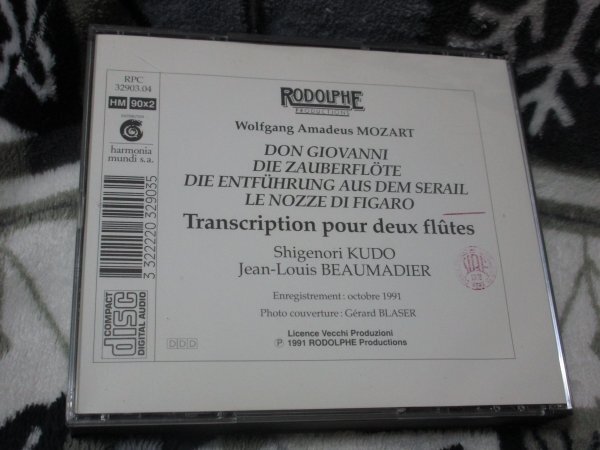 RPC
32903.04
HM 90x2
harmonia
mundi s.a.
3 322220 329035
COMPACT
disc
DIGITAL AUDIO
RODOLPHE
PRODUCTIONS
Wolfgang Amadeus MOZART
DON GIOVANNI
DIE ZAUBERFLÖTE
DIE ENTFÜHRUNG AUS DEM SERAIL
LE NOZZE DI FIGARO
Transcription pour deux flûtes
Shigenori KUDO
Jean-Louis BEAUMADIER
Enregistrement : octobre 1991
Photo couverture : Gérard BLASER
DDD
Licence Vecchi Produzioni
Ⓟ 1991 RODOLPHE Productions